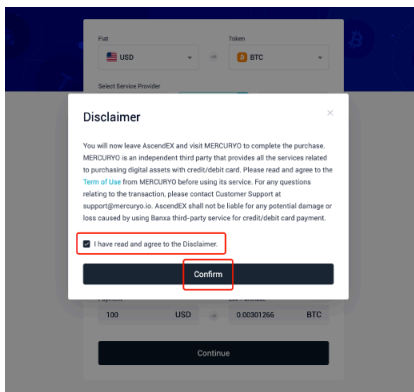 Fiat
Token
USD
BTC
Select Service Provider
Disclaimer
You will now leave AscendEX and visit MERCURYO to complete the purchase.
MERCURYO is an independent third party that provides all the services related
to purchasing digital assets with credit/debit card. Please read and agree to the
Term of Use from MERCURYO before using its service. For any questions
relating to the transaction, please contact Customer Support at
support@mercuryo.io. AscendEX shall not be liable for any potential damage or
loss caused by using Banxa third-party service for credit/debit card payment.
I have read and agree to the Disclaimer.
Confirm
100 USD
0.00301266 BTC
Continue